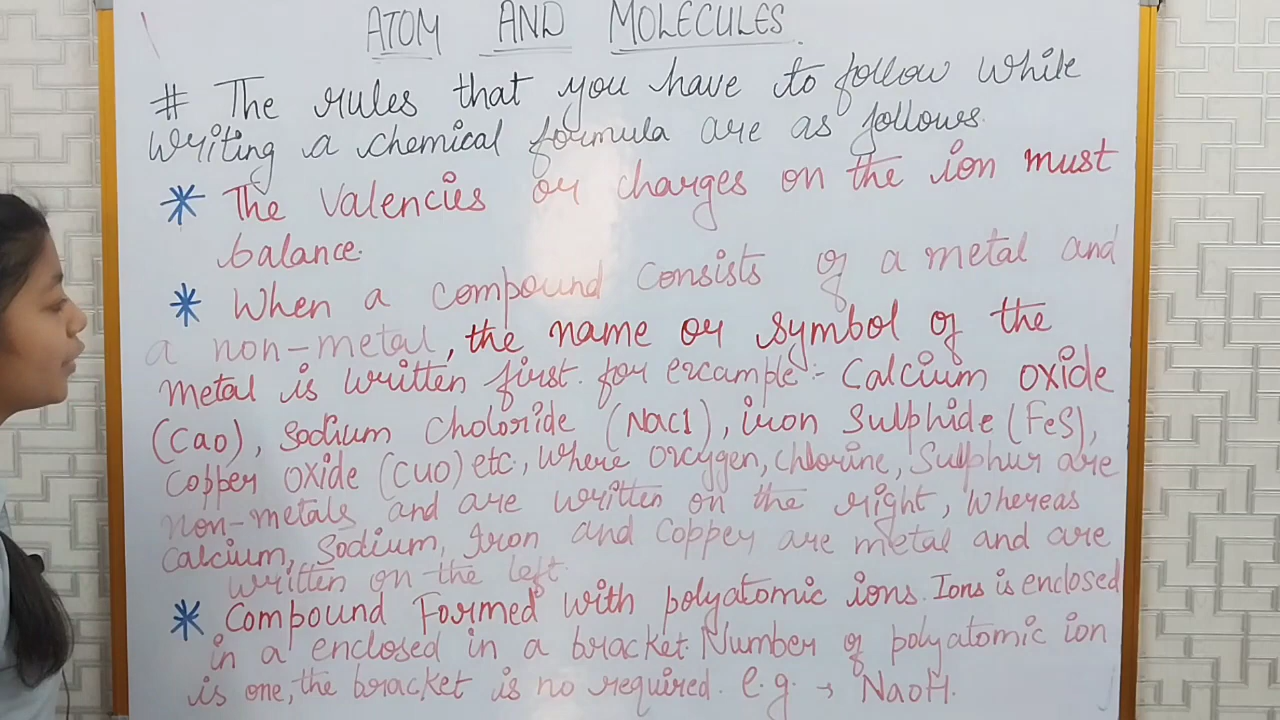 ATOM AND MOLECULES.
# The rules that you have to follow while
writing a chemical formula are as follows.
* The Valencies or charges on the ion must
balance.
* When a compound consists of a metal and
a non-metal, the name or symbol of the
metal is written first. for excample:- Calcium oxide
(Cao), Sodium Choloride (Nacl), iron Sulphide (FeS),
Copper oxide (cuo) etc., where oxcygen, chlorine, Sulphur are
non-metals and are written on the right, whereas
Calcium, Sodium, Iron and Copper are metal and are
written on the left.
* Compound Formed with polyatomic ions. Ions is enclosed
in a enclosed in a bracket. Number of polyatomic ion
is one, the bracket is no required. e.g. → NaoH.